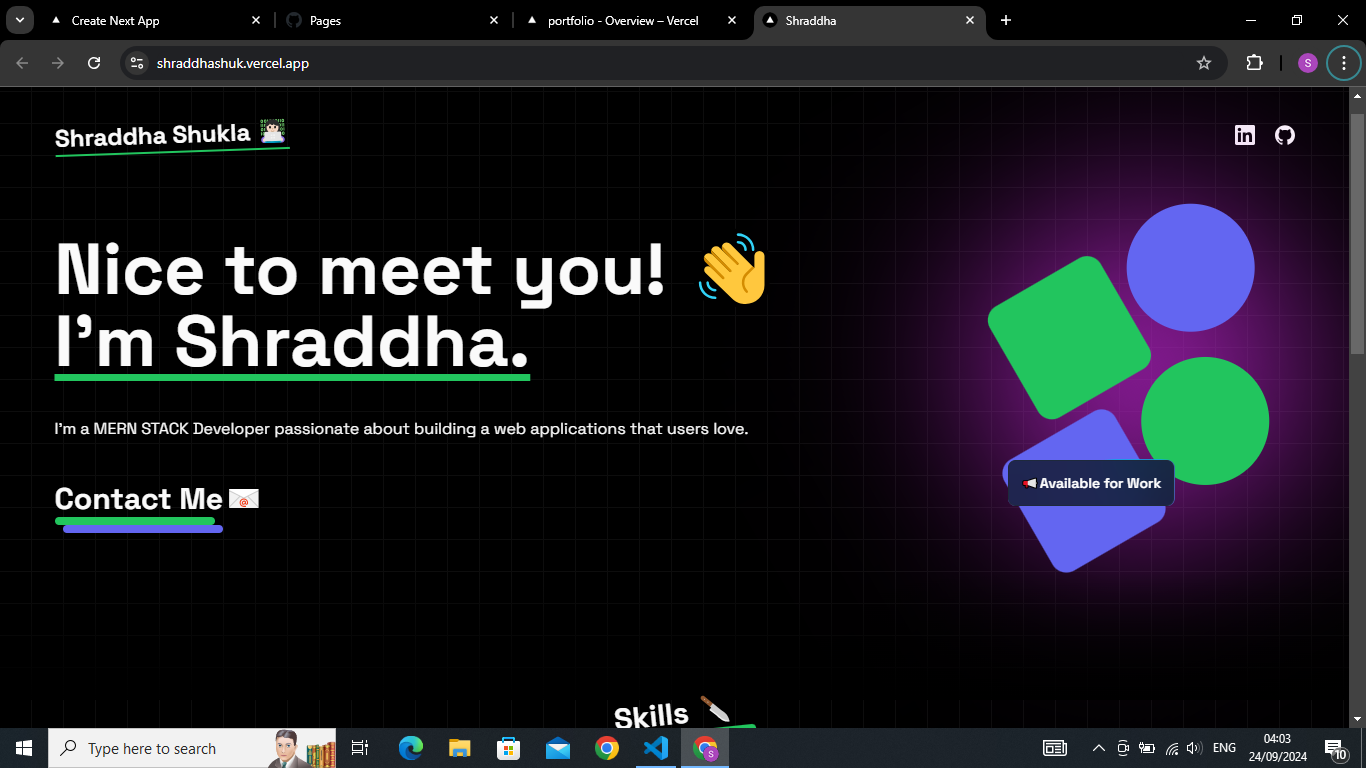 Create Next App
Pages
portfolio - Overview – Vercel
Shraddha
shraddhashuk.vercel.app
S
Shraddha Shukla
Nice to meet you!
I'm Shraddha.
I'm a MERN STACK Developer passionate about building a web applications that users love.
Contact Me
Available for Work
Skills
Type here to search
S
ENG
04:03
24/09/2024
10